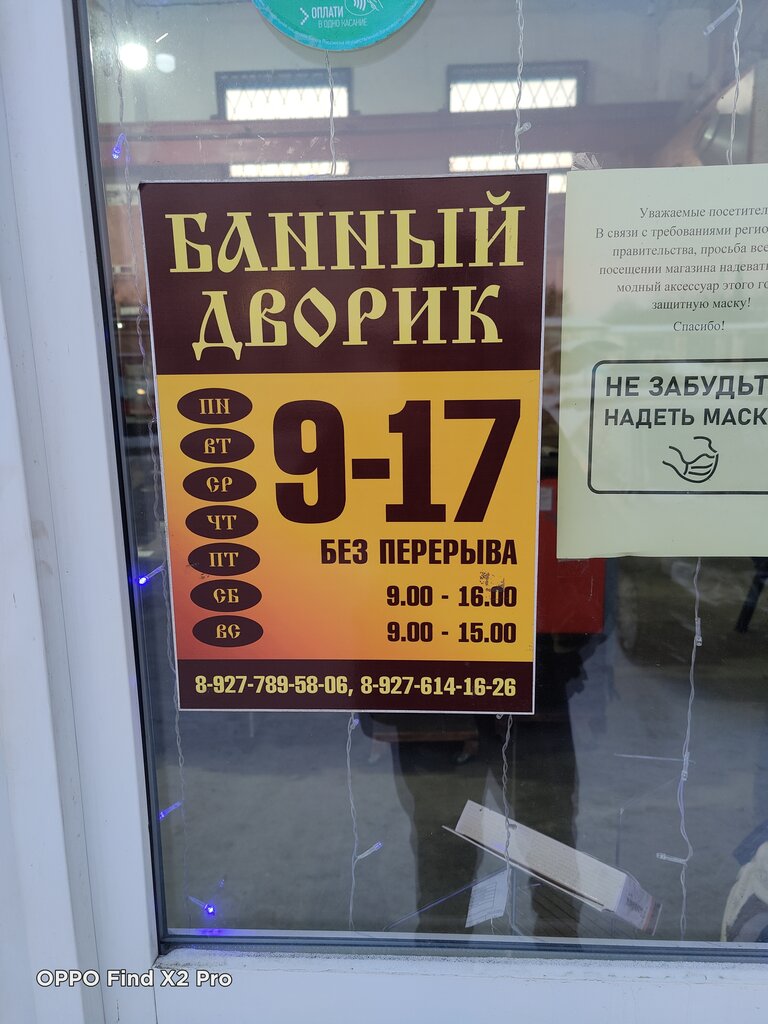 ОПЛАТИ
В ОДНО КАСАНИЕ
БАННЫЙ
ДВОРИК
ПН
ВТ
СР
ЧТ
ПТ
СБ
ВС
9-17
БЕЗ ПЕРЕРЫВА
9.00 - 16.00
9.00 - 15.00
8-927-789-58-06, 8-927-614-16-26
Уважаемые посетител
В связи с требованиями регио
правительства, просьба все
посещении магазина надеват
модный аксессуар этого го
защитную маску!
Спасибо!
НЕ ЗАБУДЬТ
НАДЕТЬ МАСК
OPPO Find X2 Pro